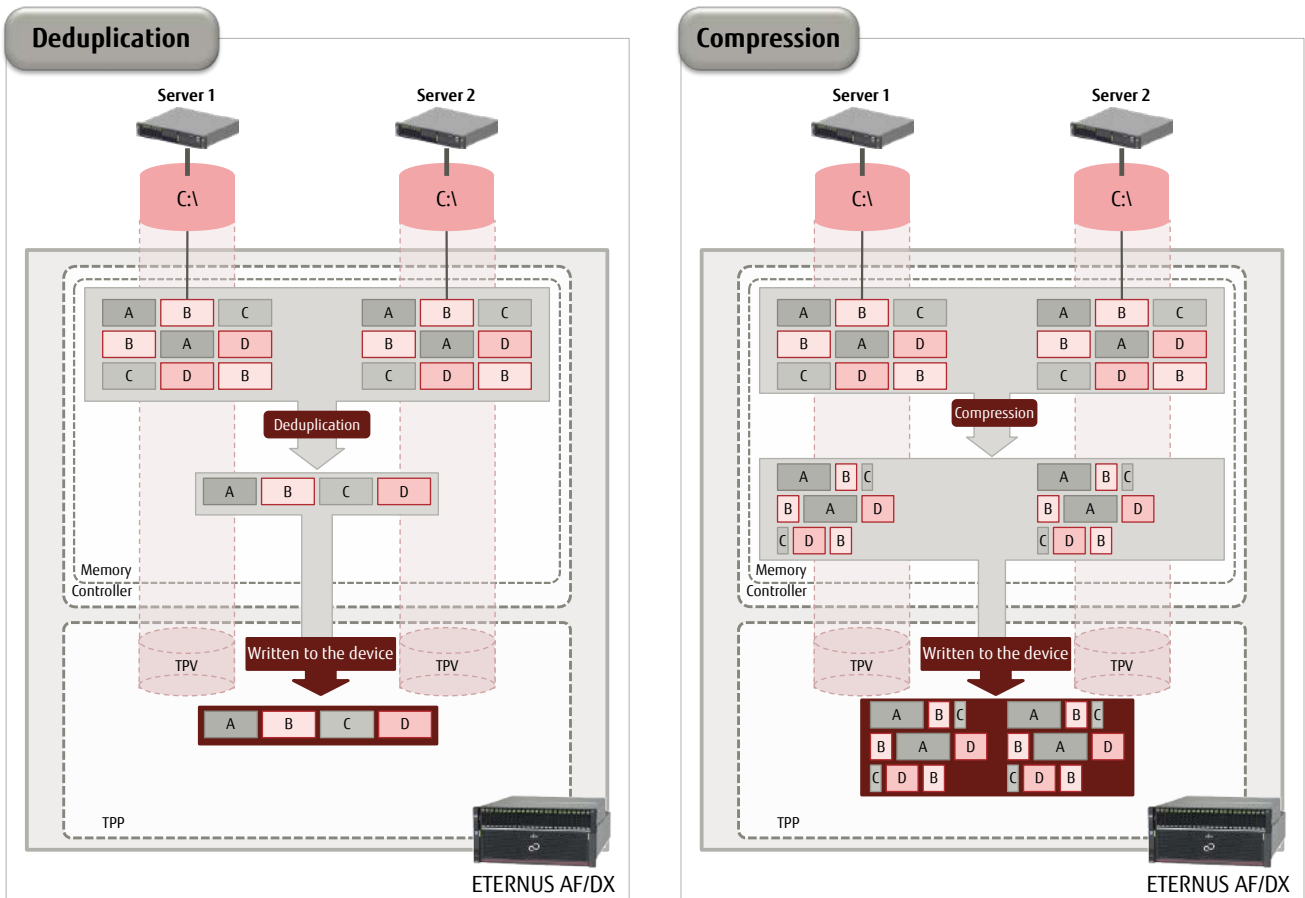 Deduplication
Server 1 Server 2
C:\ C:\
A B C A B C
B A D B A D
C D B C D B
Deduplication
A B C D
Memory
Controller
TPV Written to the device TPV
A B C D
TPP
ETERNUS AF/DX
Compression
Server 1 Server 2
C:\ C:\
A B C A B C
B A D B A D
C D B C D B
Compression
A B C A B C
B A D B A D
C D B C D B
Memory
Controller
TPV Written to the device TPV
A B C A B C
B A D B A D
C D B C D B
TPP
ETERNUS AF/DX